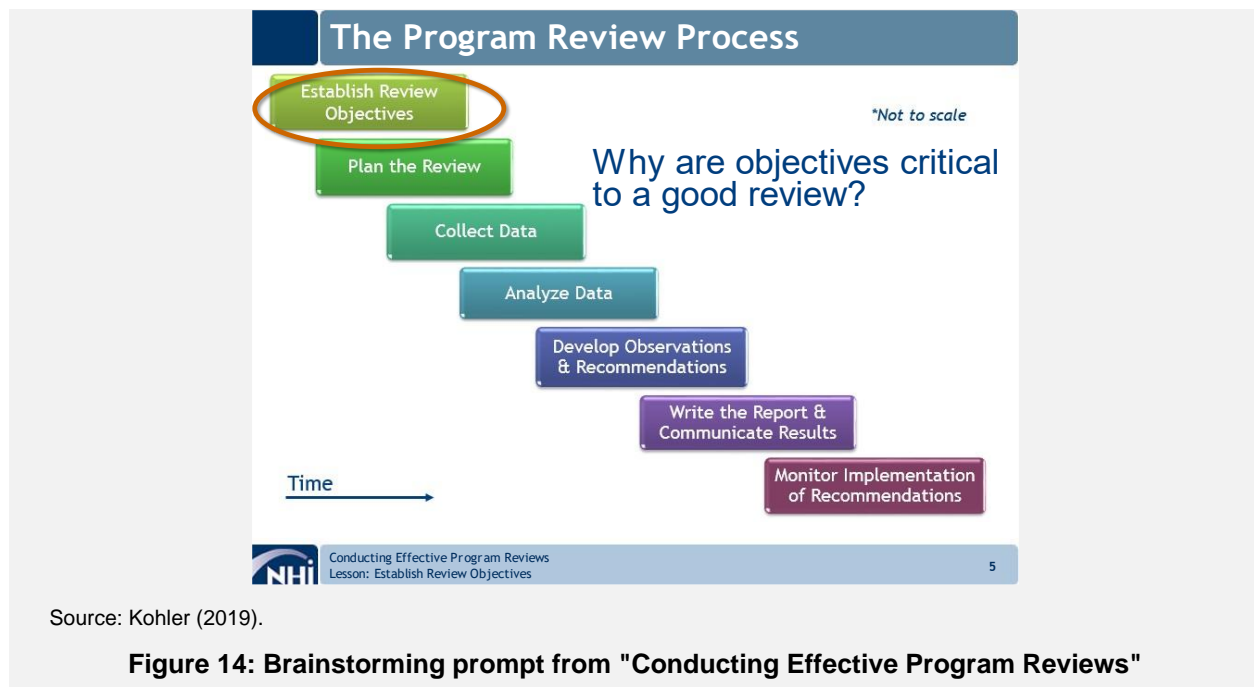 The Program Review Process
Establish Review
Objectives
*Not to scale
Plan the Review
Why are objectives critical
to a good review?
Collect Data
Analyze Data
Develop Observations
& Recommendations
Write the Report &
Communicate Results
Monitor Implementation
of Recommendations
Time
NHi
Conducting Effective Program Reviews
Lesson: Establish Review Objectives
5
Source: Kohler (2019).
Figure 14: Brainstorming prompt from "Conducting Effective Program Reviews"